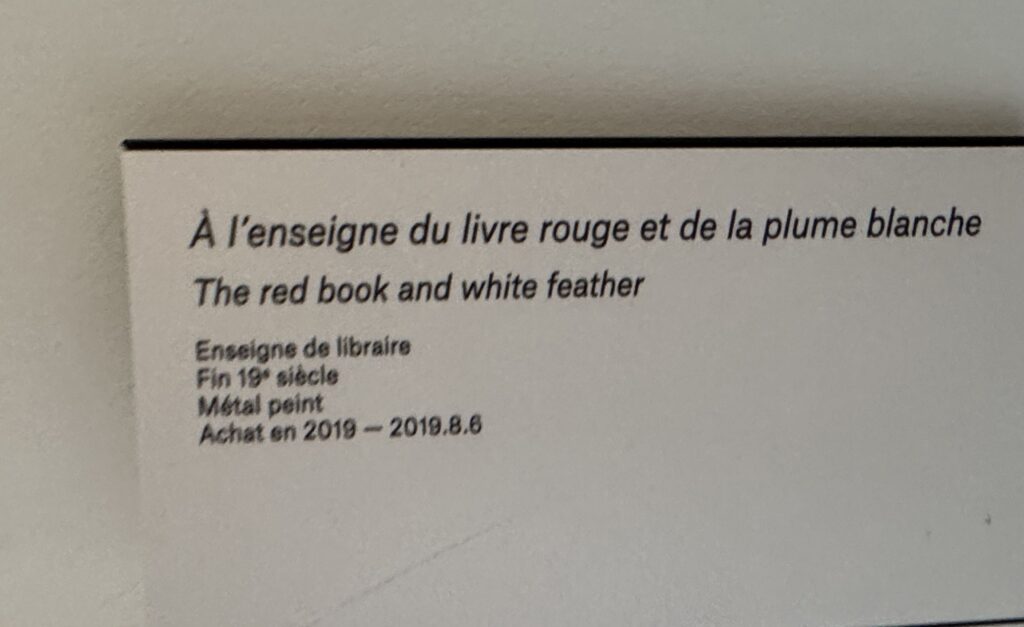 À l'enseigne du livre rouge et de la plume blanche
The red book and white feather
Enseigne de libraire
Fin 19ᵉ siècle
Métal peint
Achat en 2019 — 2019.8.6